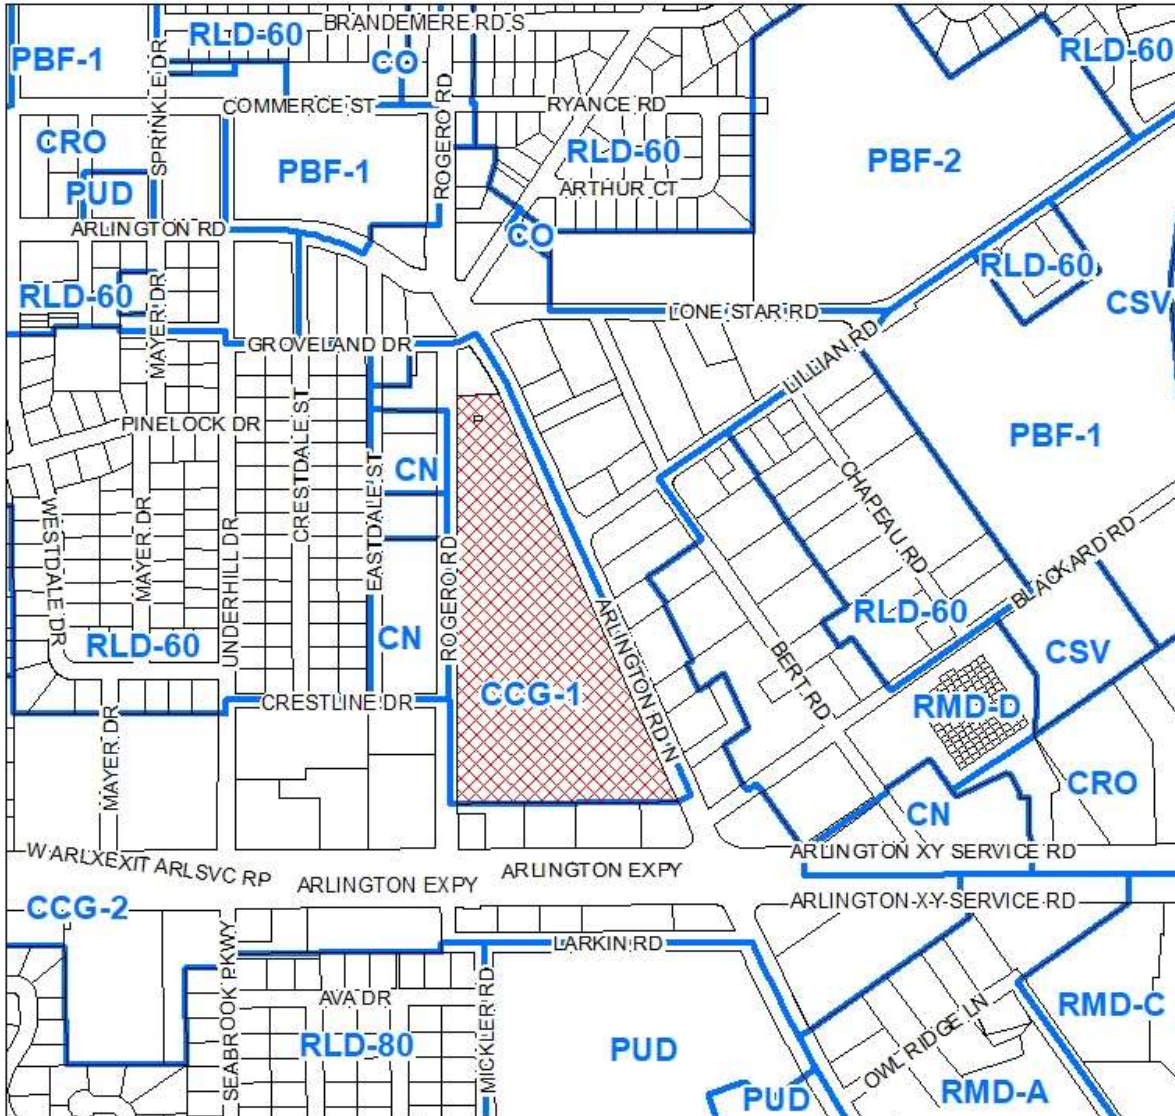 BRANDEMERE RD S
RLD-60
PBF-1
CO
RLD-60
SPRINKLE DR
COMMERCE ST
ROGERO RD
RYANCE RD
CRO
RLD-60
PBF-2
PBF-1
PUD
ARTHUR CT
ARLINGTON RD
CO
RLD-60
RLD-60
MAYER DR
CSV
LONE STAR RD
GROVELAND DR
LILLIAN RD
PINELOCK DR
CRESTDALE ST
PBF-1
CN
EASTDALE ST
CHAPEAU RD
WESTDALE DR
MAYER DR
UNDERHILL DR
ROGERO RD
BLACKARD RD
RLD-60
ARLINGTON RD N
RLD-60
CN
BERT RD
CSV
CCG-1
CRESTLINE DR
RMD-D
MAYER DR
CRO
CN
W ARLXEXIT ARLSVC RP
ARLINGTON EXPY
ARLINGTON EXPY
ARLINGTON XY SERVICE RD
ARLINGTON XY SERVICE RD
CCG-2
SEABROOK PKWY
LARKIN RD
AVA DR
MICKLER RD
RMD-C
RLD-80
PUD
OWL RIDGE LN
PUD
RMD-A